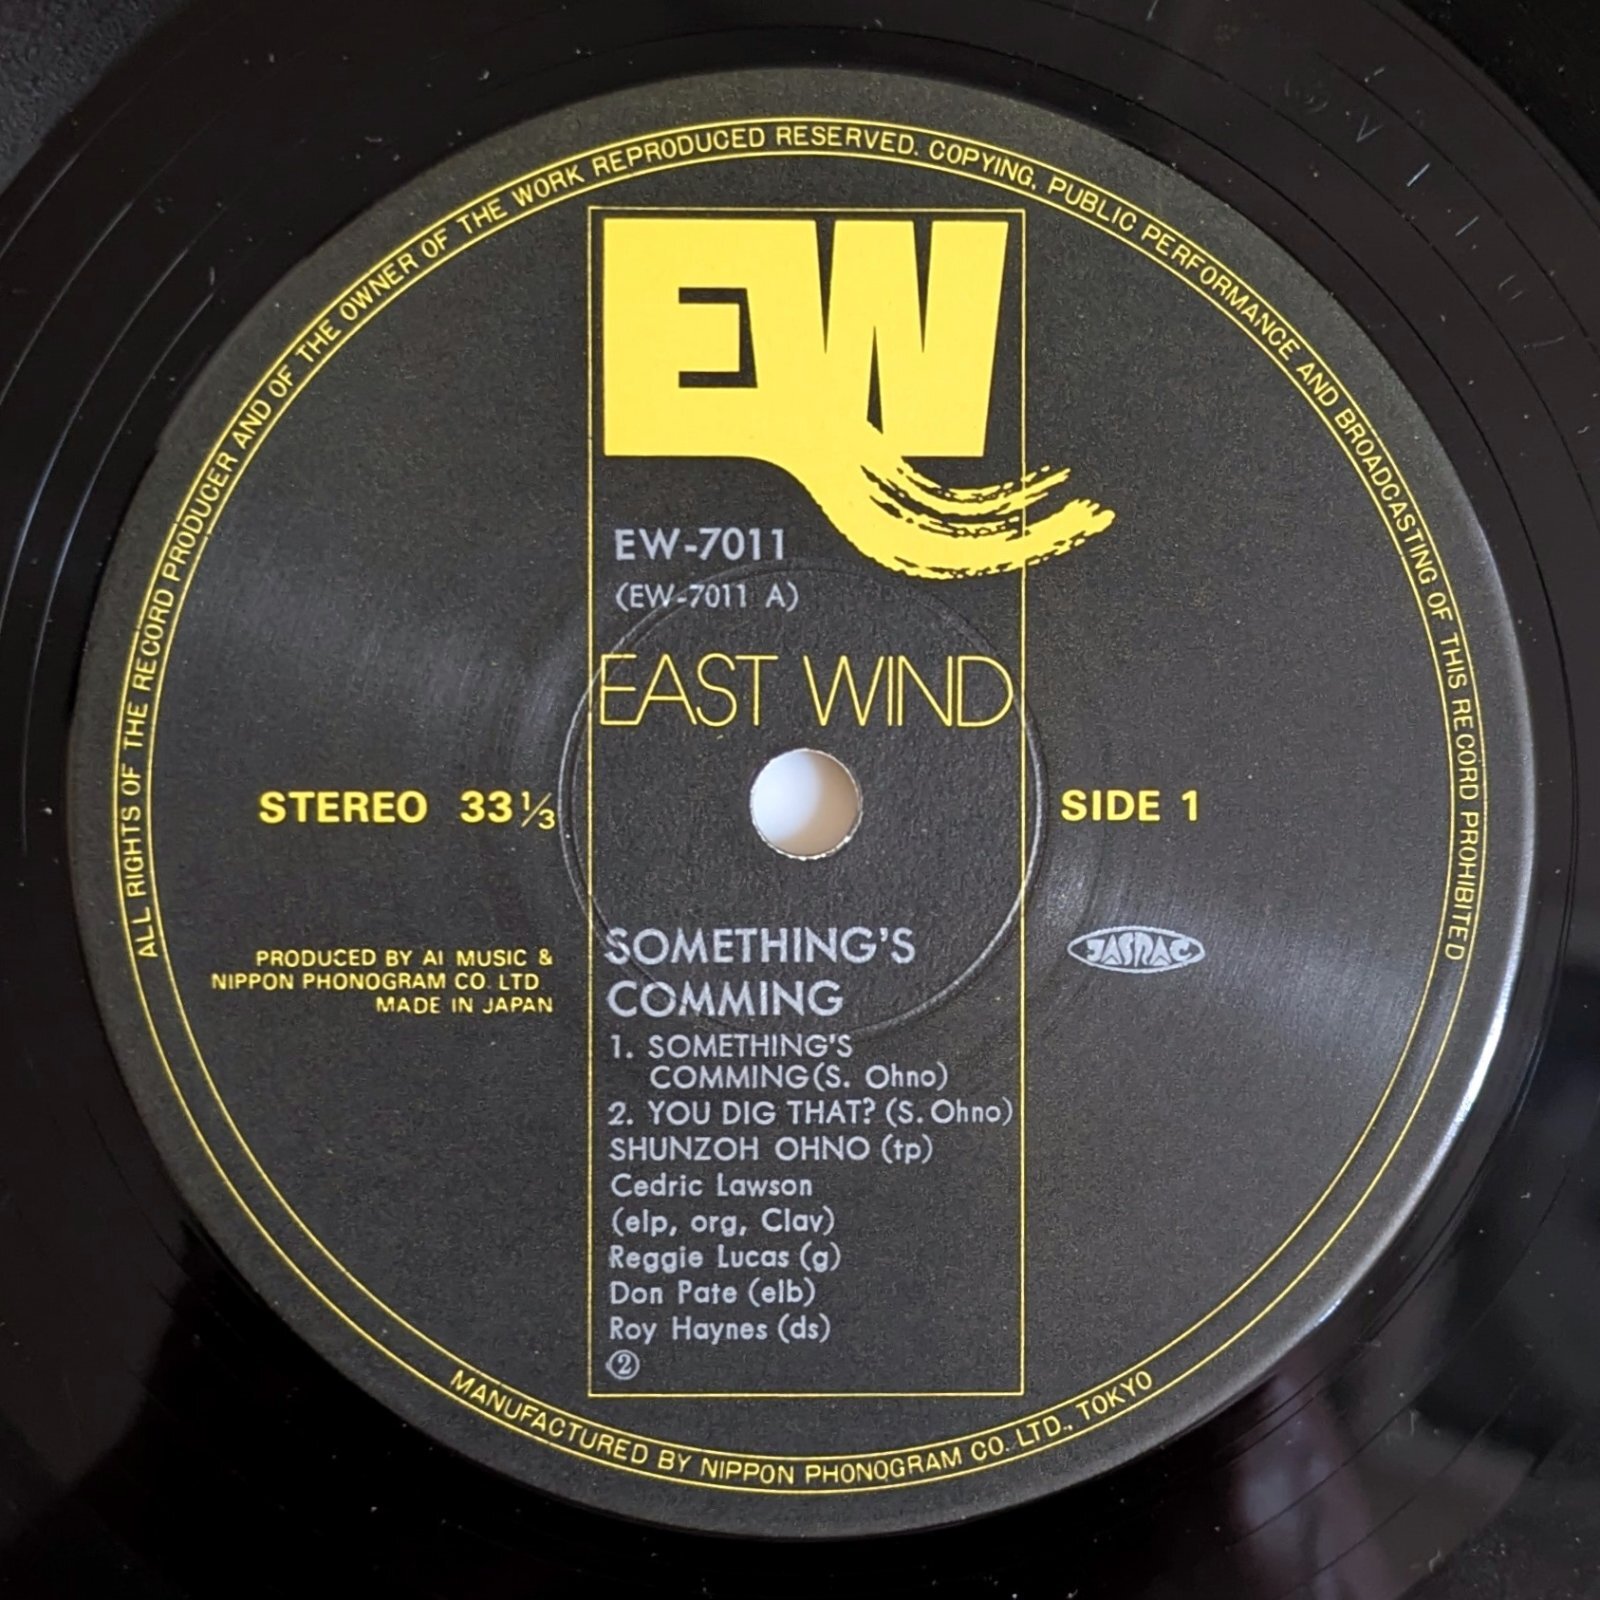 ALL RIGHTS OF THE RECORD PRODUCER AND OF THE OWNER OF THE WORK REPRODUCED RESERVED. COPYING, PUBLIC PERFORMANCE AND BROADCASTING OF THIS RECORD PROHIBITED
EW
EW-7011
(EW-7011 A)
EAST WIND
STEREO 33⅓
SIDE 1
PRODUCED BY AI MUSIC &
NIPPON PHONOGRAM CO. LTD
MADE IN JAPAN
JASRAC
SOMETHING'S
COMMING
1. SOMETHING'S
COMMING (S. Ohno)
2. YOU DIG THAT? (S. Ohno)
SHUNZOH OHNO (tp)
Cedric Lawson
(elp, org, Clav)
Reggie Lucas (g)
Don Pate (elb)
Roy Haynes (ds)
②
MANUFACTURED BY NIPPON PHONOGRAM CO. LTD., TOKYO